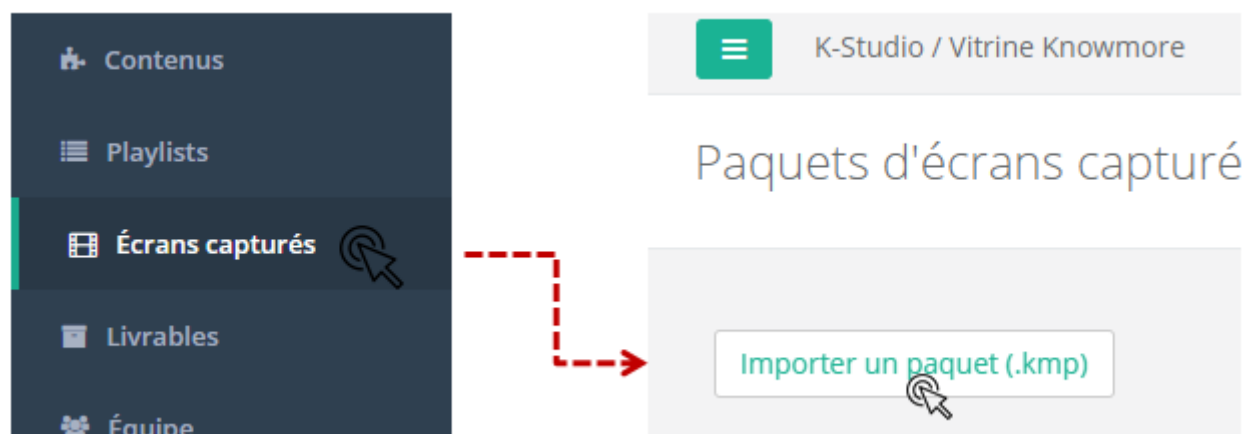 Contenus
Playlists
Écrans capturés
Livrables
Équipe
K-Studio / Vitrine Knowmore
Paquets d'écrans capturé
Importer un paquet (.kmp)